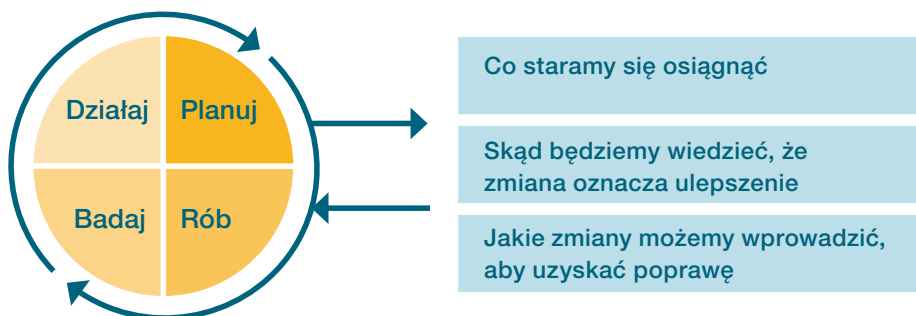 Działaj
Planuj
Badaj
Rób
Co staramy się osiągnąć
Skąd będziemy wiedzieć, że
zmiana oznacza ulepszenie
Jakie zmiany możemy wprowadzić,
aby uzyskać poprawę